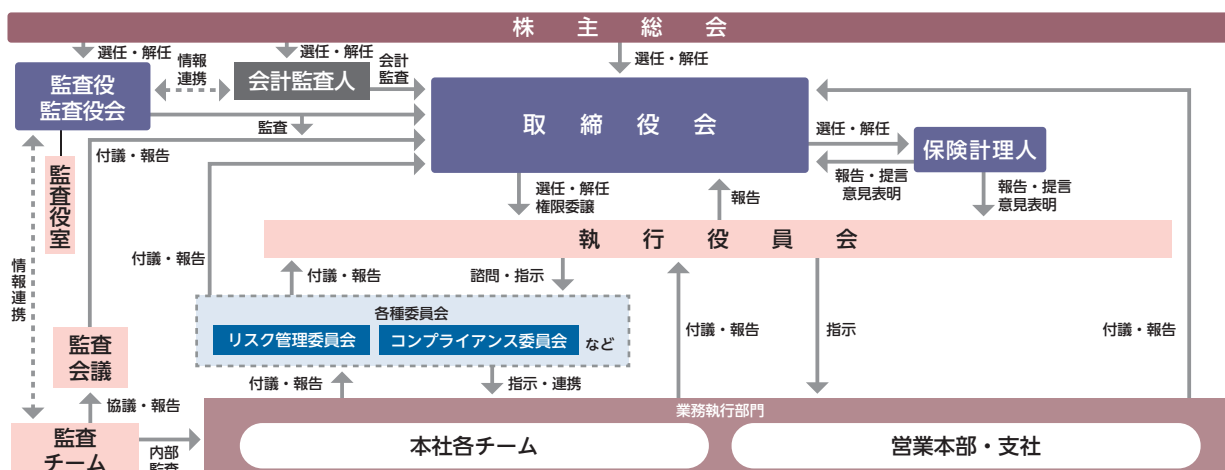 株主総会
選任・解任
選任・解任
選任・解任
情報
連携
会計
監査
監査役
監査役会
会計監査人
取締役会
監査
選任・解任
保険計理人
報告・提言
意見表明
報告・提言
意見表明
付議・報告
監査役室
選任・解任
権限委譲
報告
執行役員会
情報連携
付議・報告
付議・報告
諮問・指示
各種委員会
リスク管理委員会
コンプライアンス委員会
など
付議・報告
指示
付議・報告
監査
会議
付議・報告
指示・連携
協議・報告
業務執行部門
監査
チーム
内部
監査
本社各チーム
営業本部・支社